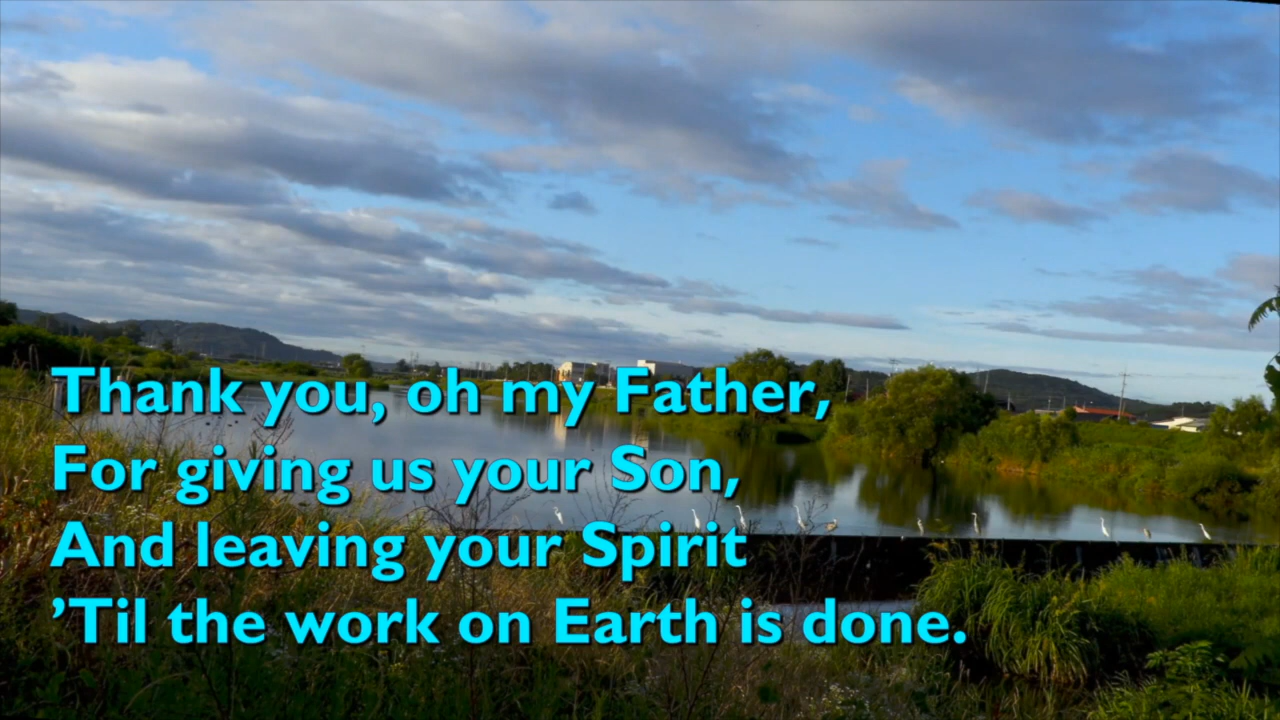 Thank you, oh my Father,
For giving us your Son,
And leaving your Spirit
’Til the work on Earth is done.